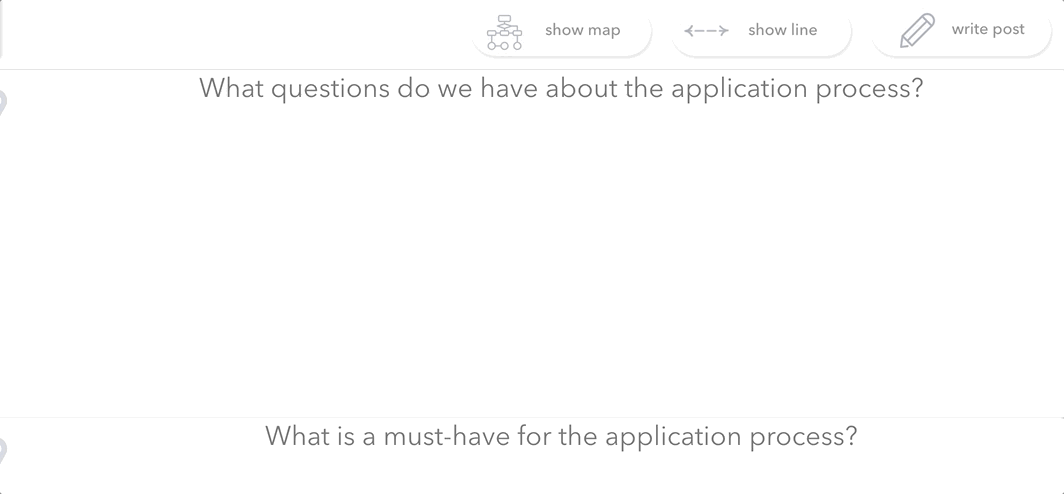 show map
show line
write post
What questions do we have about the application process?
What is a must-have for the application process?